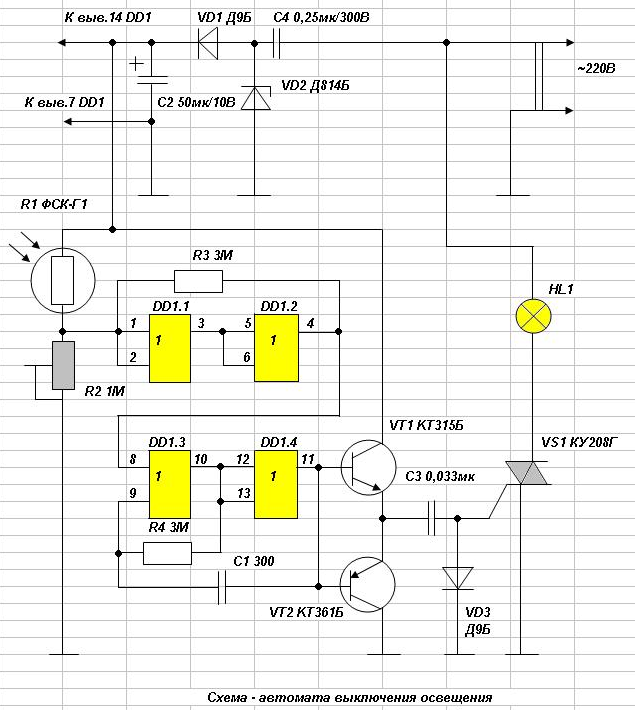 К выв.14 DD1
VD1 Д9Б
C4 0,25мк/300В
+
VD2 Д814Б
~220В
К выв.7 DD1
C2 50мк/10В
R1 ФСК-Г1
R3 3М
HL1
DD1.1
DD1.2
1
3
5
4
1
1
2
6
R2 1М
VT1 КТ315Б
VS1 КУ208Г
DD1.3
DD1.4
8
10
12
11
C3 0,033мк
1
1
9
13
R4 3М
C1 300
VT2 КТ361Б
VD3
Д9Б
Схема - автомата выключения освещения